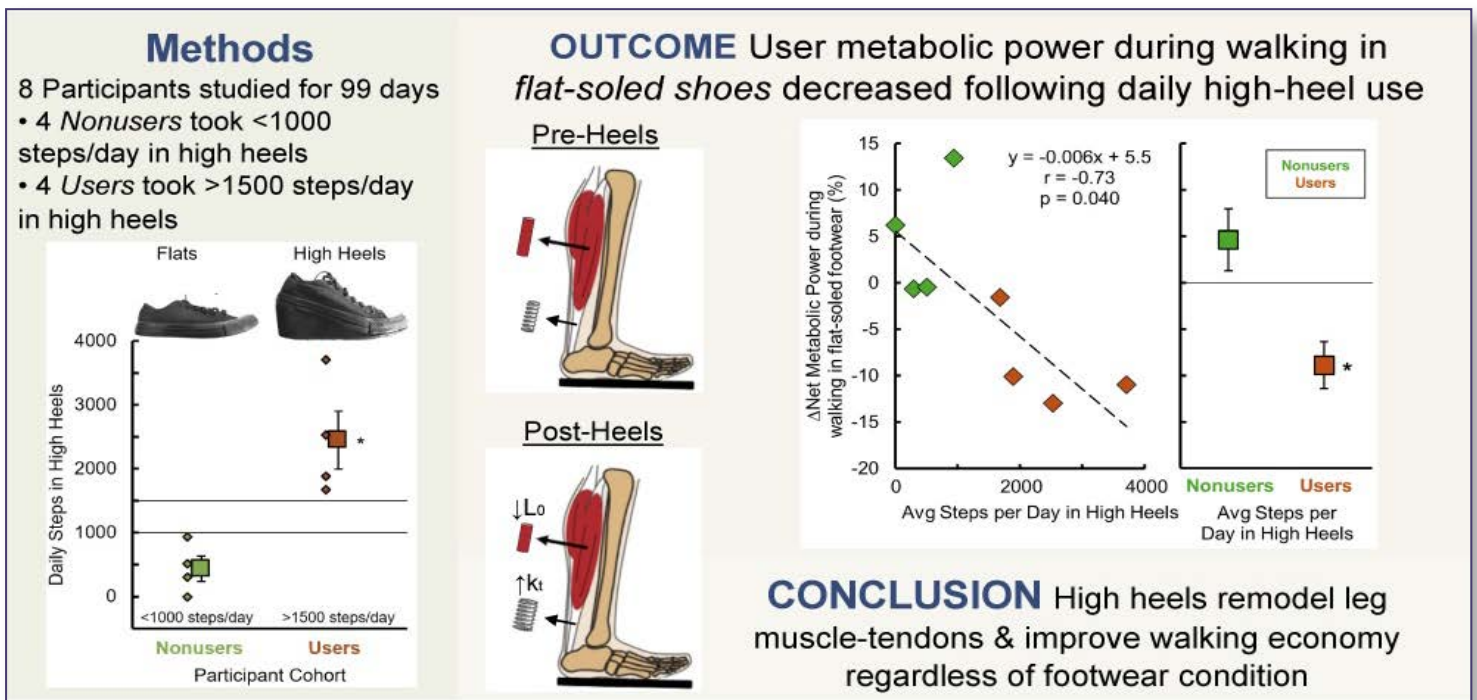 Methods
8 Participants studied for 99 days
• 4 Nonusers took <1000
steps/day in high heels
• 4 Users took >1500 steps/day
in high heels
Flats
High Heels
Daily Steps in High Heels
4000
3000
2000
1000
0
*
<1000 steps/day
>1500 steps/day
Nonusers
Users
Participant Cohort
OUTCOME User metabolic power during walking in
flat-soled shoes decreased following daily high-heel use
Pre-Heels
Post-Heels
↓L₀
↑kₜ
ΔNet Metabolic Power during
walking in flat-soled footwear (%)
15
10
5
0
-5
-10
-15
-20
y = -0.006x + 5.5
r = -0.73
p = 0.040
0
2000
4000
Avg Steps per Day in High Heels
Nonusers
Users
*
Nonusers
Users
Avg Steps per
Day in High Heels
CONCLUSION High heels remodel leg
muscle-tendons & improve walking economy
regardless of footwear condition